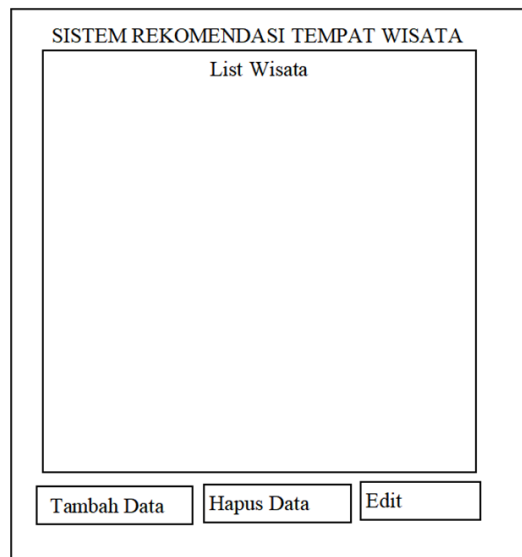 SISTEM REKOMENDASI TEMPAT WISATA
List Wisata
Tambah Data
Hapus Data
Edit